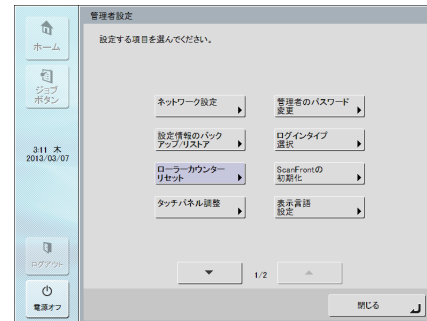 管理者設定
設定する項目を選んでください。
ホーム
ジョブ
ボタン
3:11 木
2013/03/07
ログアウト
電源オフ
ネットワーク設定
管理者のパスワード
変更
設定情報のバック
アップ/リストア
ログインタイプ
選択
ローラーカウンター
リセット
ScanFrontの
初期化
タッチパネル調整
表示言語
設定
1/2
閉じる